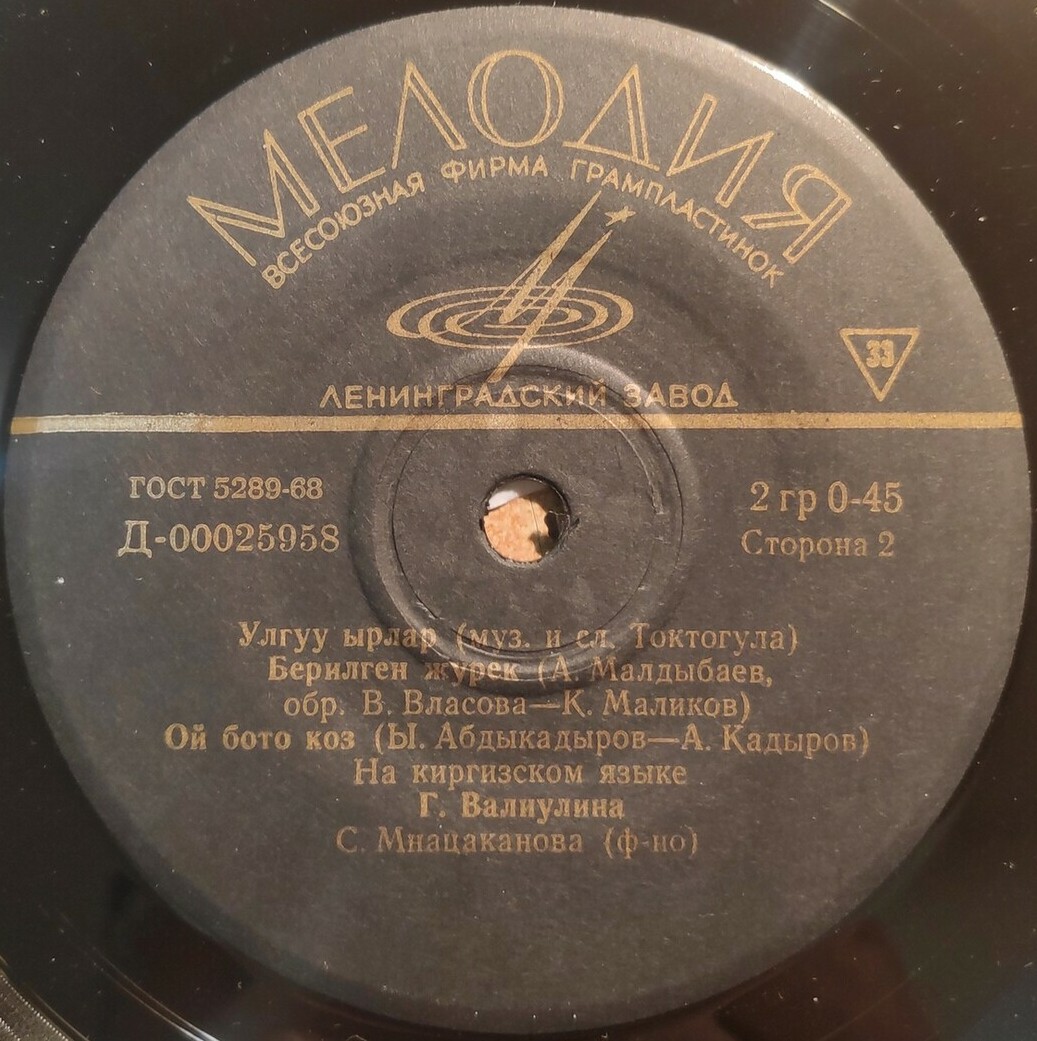 МЕЛОДИЯ
ВСЕСОЮЗНАЯ ФИРМА ГРАМПЛАСТИНОК
33
ЛЕНИНГРАДСКИЙ ЗАВОД
ГОСТ 5289-68
2 гр 0-45
Д-00025958
Сторона 2
Улгуу ырлар (муз. и сл. Токтогула)
Берилген журек (А. Малдыбаев,
обр. В. Власова—К. Маликов)
Ой бото коз (Ы. Абдыкадыров—А. Кадыров)
На киргизском языке
Г. Валиулина
С. Мнацаканова (ф-но)